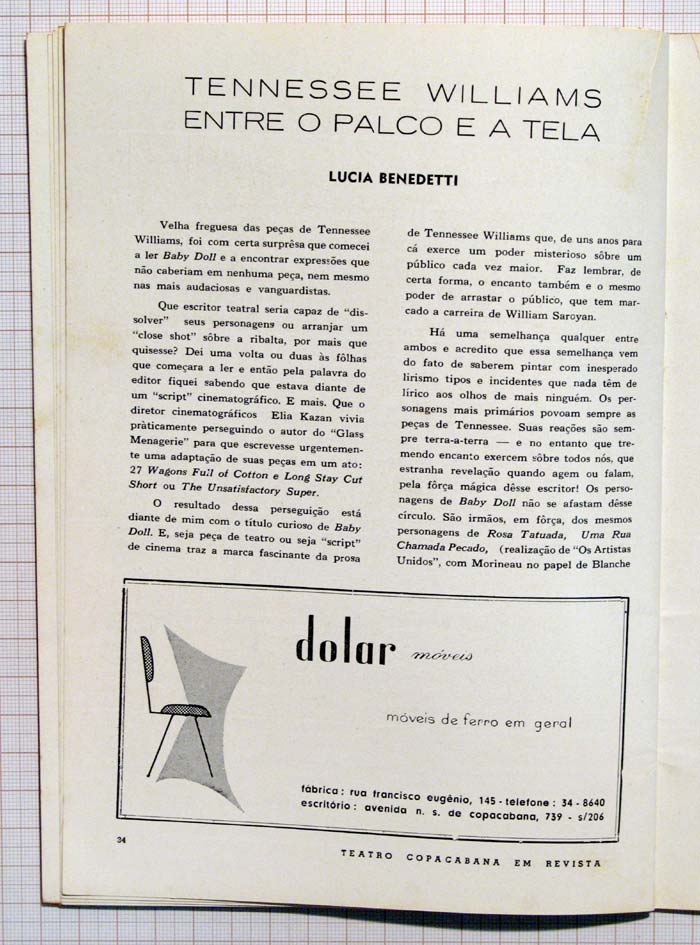 TENNESSEE WILLIAMS
ENTRE O PALCO E A TELA
LUCIA BENEDETTI
Velha freguesa das peças de Tennessee
Williams, foi com certa surprêsa que comecei
a ler Baby Doll e a encontrar expressões que
não caberiam em nenhuma peça, nem mesmo
nas mais audaciosas e vanguardistas.
Que escritor teatral seria capaz de "dis-
solver" seus personagens ou arranjar um
"close shot" sôbre a ribalta, por mais que
quisesse? Dei uma volta ou duas às fôlhas
que começara a ler e então pela palavra do
editor fiquei sabendo que estava diante de
um "script" cinematográfico. E mais. Que o
diretor cinematográficos Elia Kazan vivia
pràticamente perseguindo o autor do "Glass
Menagerie" para que escrevesse urgentemen-
te uma adaptação de suas peças em um ato:
27 Wagons Full of Cotton e Long Stay Cut
Short ou The Unsatisfactory Super.
O resultado dessa perseguição está
diante de mim com o título curioso de Baby
Doll. E, seja peça de teatro ou seja "script"
de cinema traz a marca fascinante da prosa
de Tennessee Williams que, de uns anos para
cá exerce um poder misterioso sôbre um
público cada vez maior. Faz lembrar, de
certa forma, o encanto também e o mesmo
poder de arrastar o público, que tem mar-
cado a carreira de William Saroyan.
Há uma semelhança qualquer entre
ambos e acredito que essa semelhança vem
do fato de saberem pintar com inesperado
lirismo tipos e incidentes que nada têm de
lírico aos olhos de mais ninguém. Os per-
sonagens mais primários povoam sempre as
peças de Tennessee. Suas reações são sem-
pre terra-a-terra — e no entanto que tre-
mendo encanto exercem sôbre todos nós, que
estranha revelação quando agem ou falam,
pela fôrça mágica dêsse escritor! Os perso-
nagens de Baby Doll não se afastam dêsse
círculo. São irmãos, em fôrça, dos mesmos
personagens de Rosa Tatuada, Uma Rua
Chamada Pecado, (realização de "Os Artistas
Unidos", com Morineau no papel de Blanche
dolar móveis
móveis de ferro em geral
fábrica: rua francisco eugênio, 145 - telefone: 34 - 8640
escritório: avenida n. s. de copacabana, 739 - s/206
34
TEATRO COPACABANA EM REVISTA